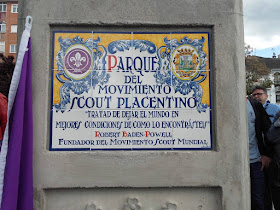 PARQUE
DEL
MOVIMIENTO
SCOUT PLACENTINO
"TRATAD DE DEJAR EL MUNDO EN
MEJORES CONDICIONES DE COMO LO ENCONTRÁSTEIS"
ROBERT BADEN-POWELL
FUNDADOR DEL MOVIMIENTO SCOUT MUNDIAL